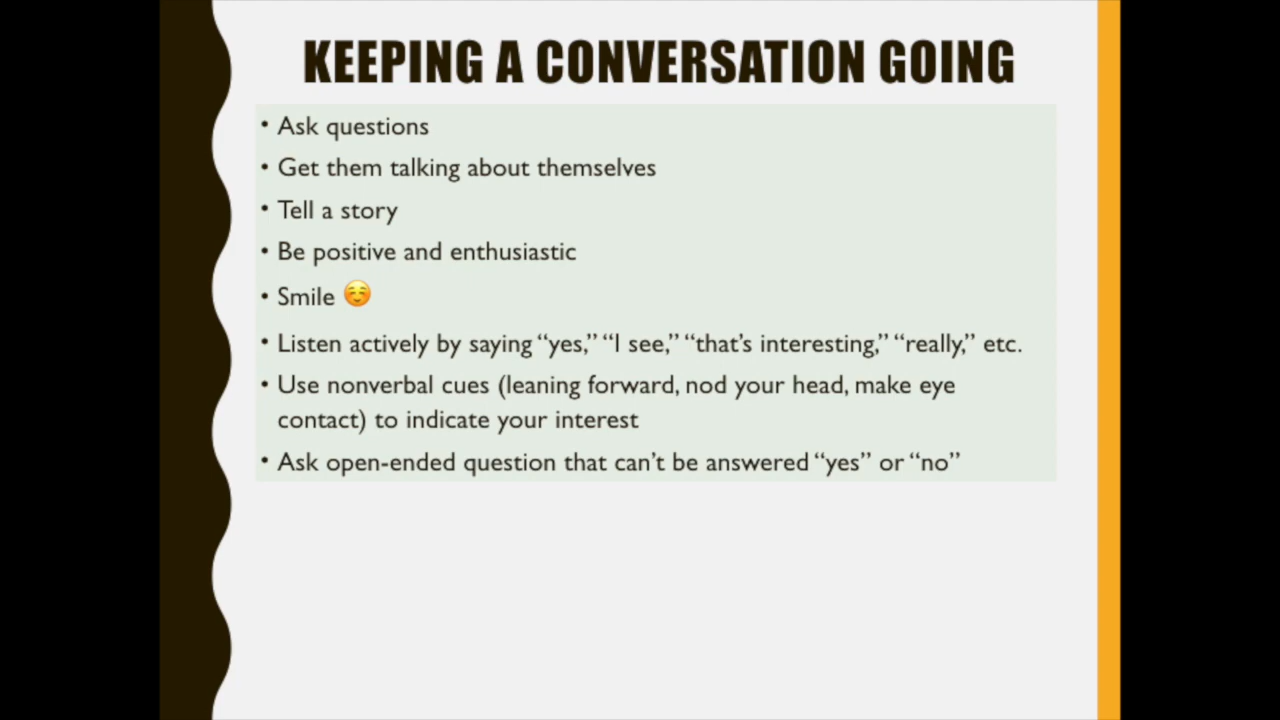 KEEPING A CONVERSATION GOING
• Ask questions
• Get them talking about themselves
• Tell a story
• Be positive and enthusiastic
• Smile ☺️
• Listen actively by saying “yes,” “I see,” “that’s interesting,” “really,” etc.
• Use nonverbal cues (leaning forward, nod your head, make eye
contact) to indicate your interest
• Ask open-ended question that can’t be answered “yes” or “no”